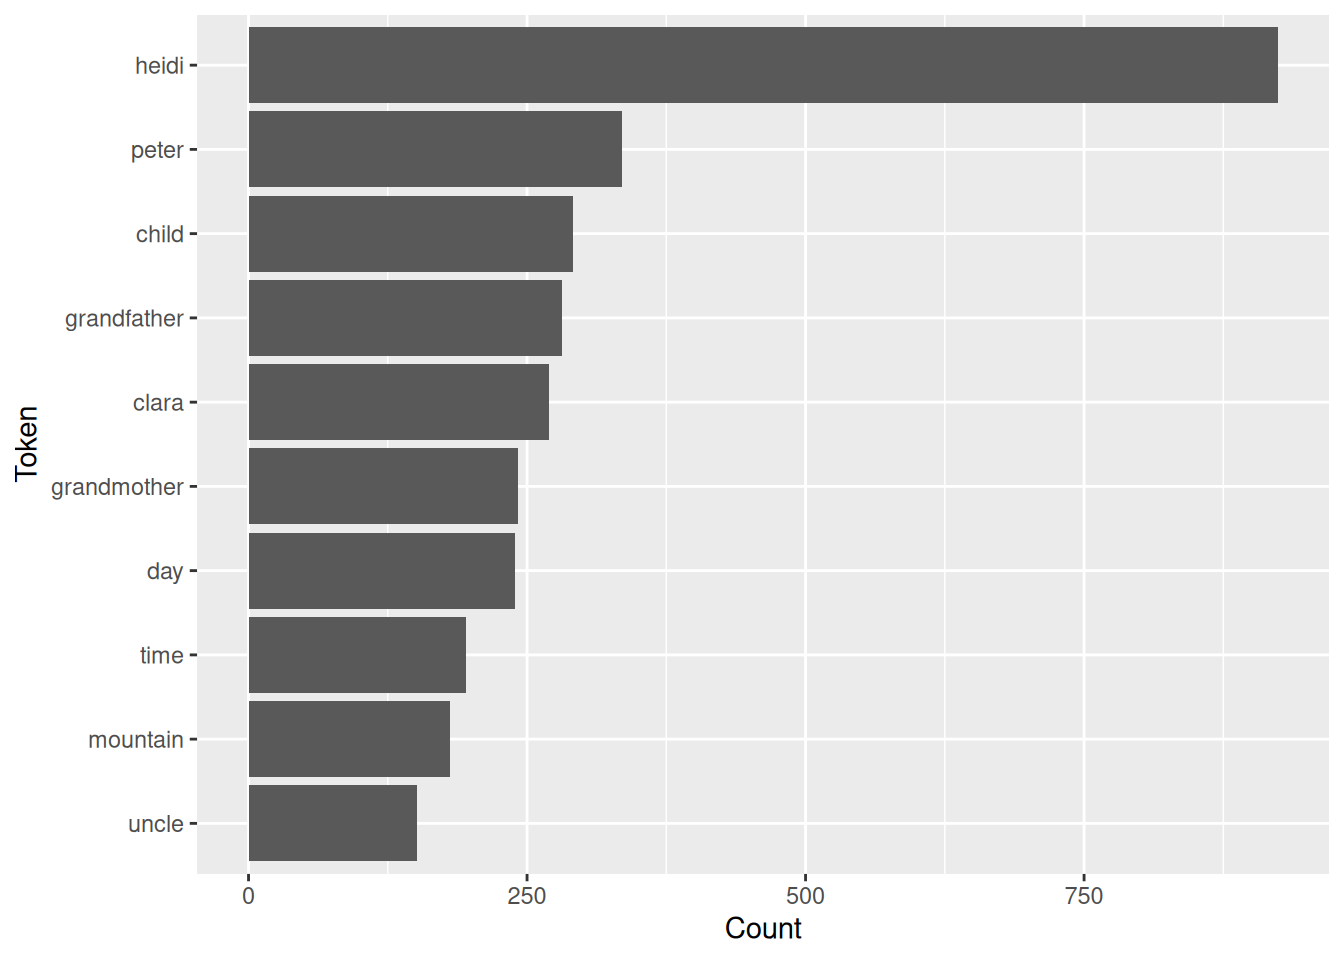 heidi
peter
child
grandfather
clara
grandmother
day
time
mountain
uncle
Token
0 250 500 750
Count